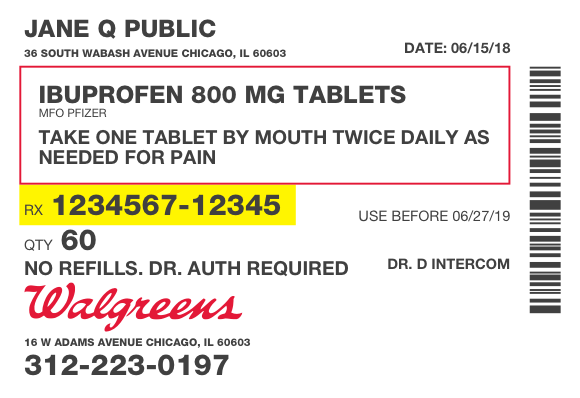 JANE Q PUBLIC
36 SOUTH WABASH AVENUE CHICAGO, IL 60603
DATE: 06/15/18
IBUPROFEN 800 MG TABLETS
MFO PFIZER
TAKE ONE TABLET BY MOUTH TWICE DAILY AS
NEEDED FOR PAIN
RX 1234567-12345
USE BEFORE 06/27/19
QTY 60
NO REFILLS. DR. AUTH REQUIRED
DR. D INTERCOM
Walgreens
16 W ADAMS AVENUE CHICAGO, IL 60603
312-223-0197